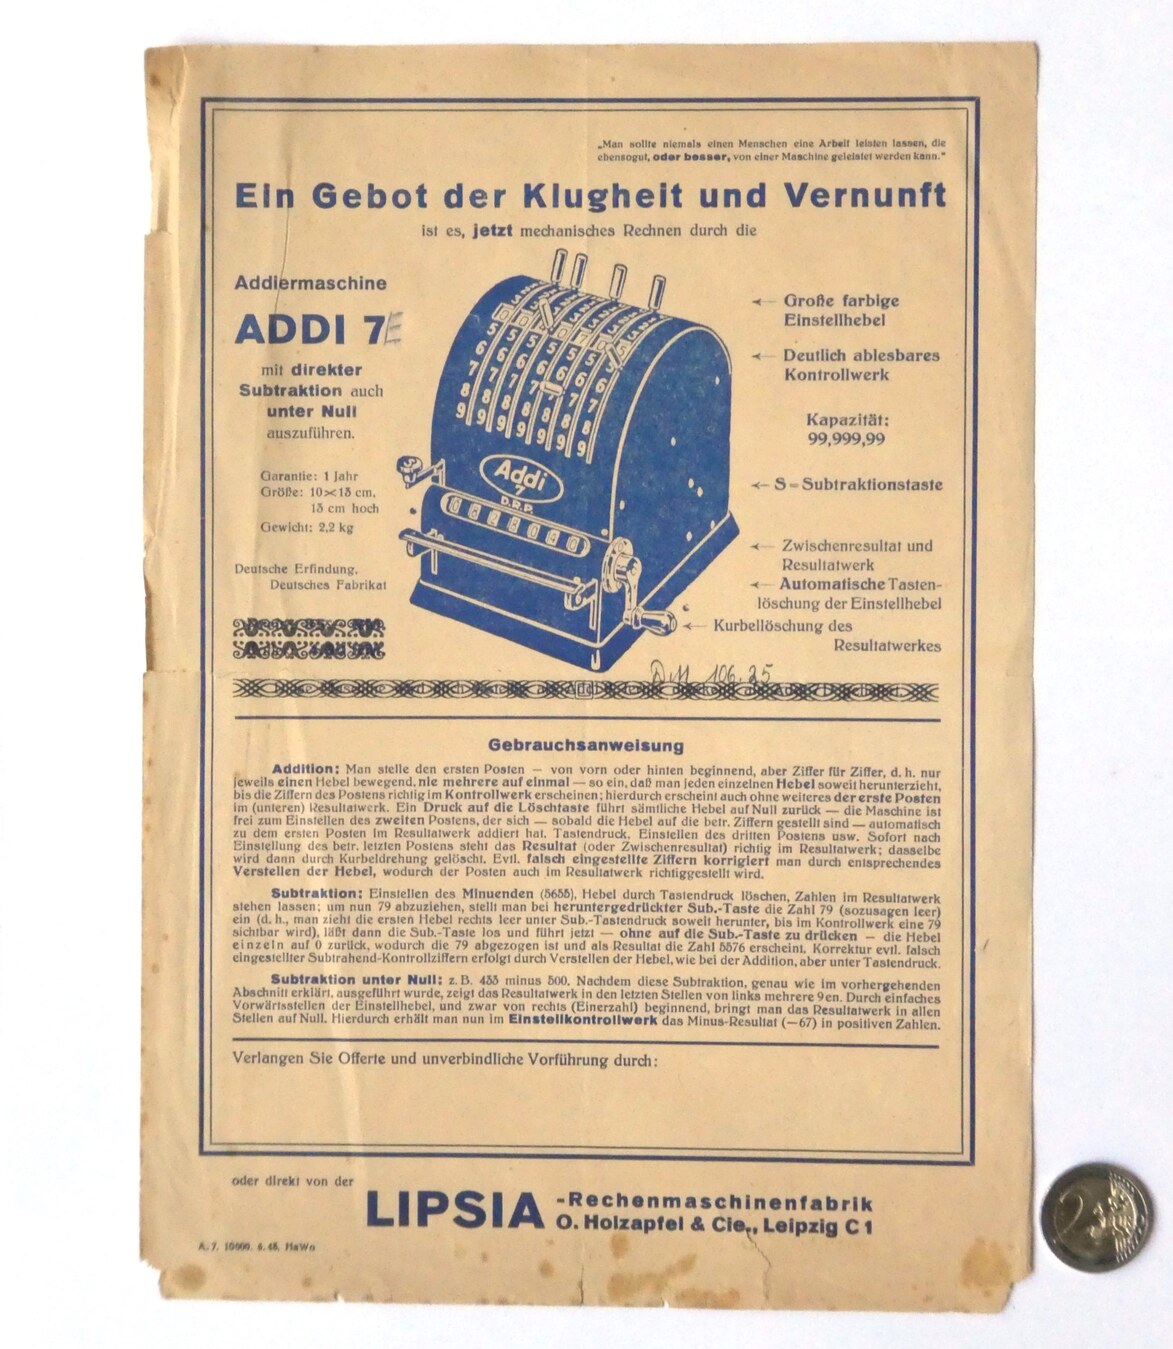 „Man sollte niemals einen Menschen eine Arbeit leisten lassen, die
ebensogut, oder besser, von einer Maschine geleistet werden kann.“
Ein Gebot der Klugheit und Vernunft
ist es, jetzt mechanisches Rechnen durch die
Addiermaschine
ADDI 7E
mit direkter
Subtraktion auch
unter Null
auszuführen.
Garantie: 1 Jahr
Größe: 10×13 cm,
13 cm hoch
Gewicht: 2,2 kg
Deutsche Erfindung.
Deutsches Fabrikat
Addi
7
D.R.P.
← Große farbige
Einstellhebel
← Deutlich ablesbares
Kontrollwerk
Kapazität:
99,999,99
← S = Subtraktionstaste
← Zwischenresultat und
Resultatwerk
← Automatische Tasten-
löschung der Einstellhebel
← Kurbellöschung des
Resultatwerkes
DM 106.25
Gebrauchsanweisung
Addition: Man stelle den ersten Posten — von vorn oder hinten beginnend, aber Ziffer für Ziffer, d. h. nur
jeweils einen Hebel bewegend, nie mehrere auf einmal — so ein, daß man jeden einzelnen Hebel soweit herunterzieht,
bis die Ziffern des Postens richtig im Kontrollwerk erscheinen; hierdurch erscheint auch ohne weiteres der erste Posten
im (unteren) Resultatwerk. Ein Druck auf die Löschtaste führt sämtliche Hebel auf Null zurück — die Maschine ist
frei zum Einstellen des zweiten Postens, der sich — sobald die Hebel auf die betr. Ziffern gestellt sind — automatisch
zu dem ersten Posten im Resultatwerk addiert hat. Tastendruck, Einstellen des dritten Postens usw. Sofort nach
Einstellung des betr. letzten Postens steht das Resultat (oder Zwischenresultat) richtig im Resultatwerk; dasselbe
wird dann durch Kurbeldrehung gelöscht. Evtl. falsch eingestellte Ziffern korrigiert man durch entsprechendes
Verstellen der Hebel, wodurch der Posten auch im Resultatwerk richtiggestellt wird.
Subtraktion: Einstellen des Minuenden (5655), Hebel durch Tastendruck löschen, Zahlen im Resultatwerk
stehen lassen; um nun 79 abzuziehen, stellt man bei heruntergedrückter Sub.-Taste die Zahl 79 (sozusagen leer)
ein (d. h., man zieht die ersten Hebel rechts leer unter Sub.-Tastendruck soweit herunter, bis im Kontrollwerk eine 79
sichtbar wird), läßt dann die Sub.-Taste los und führt jetzt — ohne auf die Sub.-Taste zu drücken — die Hebel
einzeln auf 0 zurück, wodurch die 79 abgezogen ist und als Resultat die Zahl 5576 erscheint. Korrektur evtl. falsch
eingestellter Subtrahend-Kontrollziffern erfolgt durch Verstellen der Hebel, wie bei der Addition, aber unter Tastendruck.
Subtraktion unter Null: z. B. 433 minus 500. Nachdem diese Subtraktion, genau wie im vorhergehenden
Abschnitt erklärt, ausgeführt wurde, zeigt das Resultatwerk in den letzten Stellen von links mehrere 9en. Durch einfaches
Vorwärtsstellen der Einstellhebel, und zwar von rechts (Einerzahl) beginnend, bringt man das Resultatwerk in allen
Stellen auf Null. Hierdurch erhält man nun im Einstellkontrollwerk das Minus-Resultat (—67) in positiven Zahlen.
Verlangen Sie Offerte und unverbindliche Vorführung durch:
oder direkt von der
LIPSIA -Rechenmaschinenfabrik
O. Holzapfel & Cie., Leipzig C 1
A. 7. 10000. 6. 48. HaWo
2